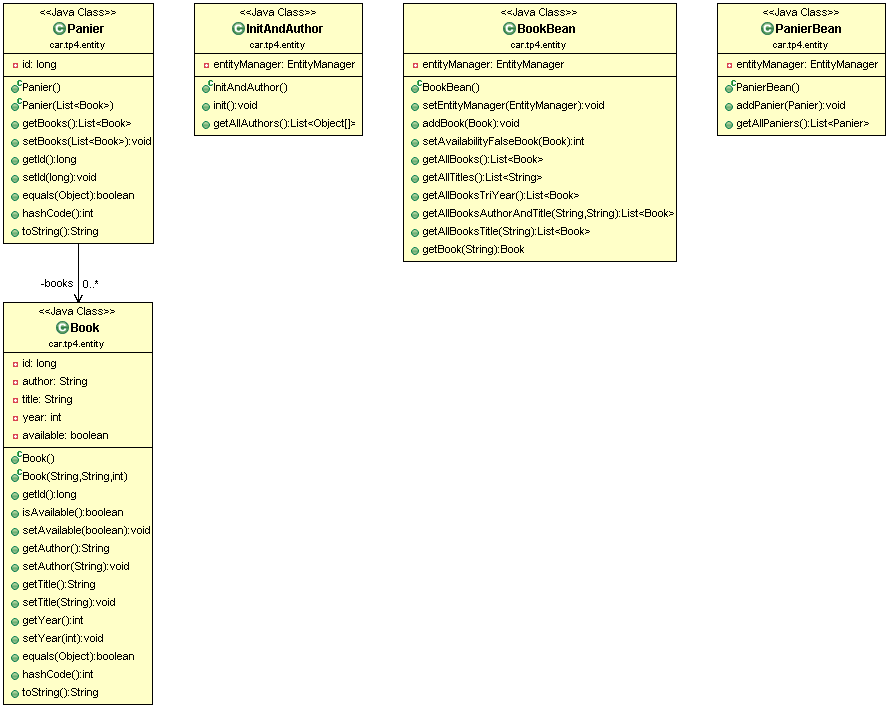 <<Java Class>>
Panier
car.tp4.entity
id: long
Panier()
Panier(List<Book>)
getBooks():List<Book>
setBooks(List<Book>):void
getId():long
setId(long):void
equals(Object):boolean
hashCode():int
toString():String
-books 0..*
<<Java Class>>
Book
car.tp4.entity
id: long
author: String
title: String
year: int
available: boolean
Book()
Book(String,String,int)
getId():long
isAvailable():boolean
setAvailable(boolean):void
getAuthor():String
setAuthor(String):void
getTitle():String
setTitle(String):void
getYear():int
setYear(int):void
equals(Object):boolean
hashCode():int
toString():String
<<Java Class>>
InitAndAuthor
car.tp4.entity
entityManager: EntityManager
InitAndAuthor()
init():void
getAllAuthors():List<Object[]>
<<Java Class>>
BookBean
car.tp4.entity
entityManager: EntityManager
BookBean()
setEntityManager(EntityManager):void
addBook(Book):void
setAvailabilityFalseBook(Book):int
getAllBooks():List<Book>
getAllTitles():List<String>
getAllBooksTriYear():List<Book>
getAllBooksAuthorAndTitle(String,String):List<Book>
getAllBooksTitle(String):List<Book>
getBook(String):Book
<<Java Class>>
PanierBean
car.tp4.entity
entityManager: EntityManager
PanierBean()
addPanier(Panier):void
getAllPaniers():List<Panier>